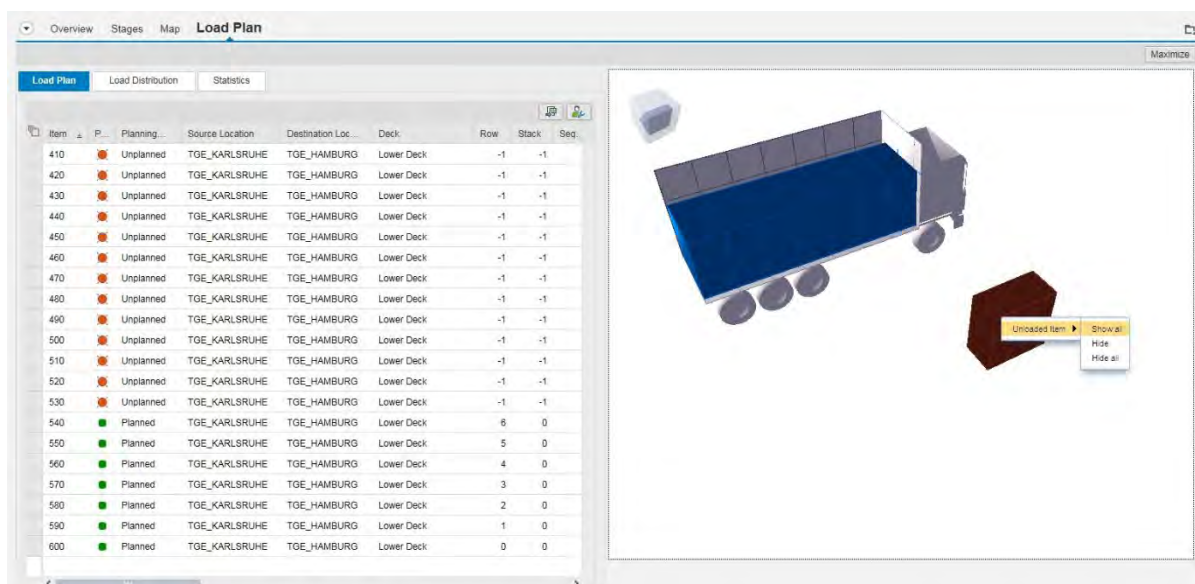 Overview Stages Map Load Plan
Maximize
Load Plan Load Distribution Statistics
Item P... Planning... Source Location Destination Loc... Deck Row Stack Seq.
410 Unplanned TGE_KARLSRUHE TGE_HAMBURG Lower Deck -1 -1
420 Unplanned TGE_KARLSRUHE TGE_HAMBURG Lower Deck -1 -1
430 Unplanned TGE_KARLSRUHE TGE_HAMBURG Lower Deck -1 -1
440 Unplanned TGE_KARLSRUHE TGE_HAMBURG Lower Deck -1 -1
450 Unplanned TGE_KARLSRUHE TGE_HAMBURG Lower Deck -1 -1
460 Unplanned TGE_KARLSRUHE TGE_HAMBURG Lower Deck -1 -1
470 Unplanned TGE_KARLSRUHE TGE_HAMBURG Lower Deck -1 -1
480 Unplanned TGE_KARLSRUHE TGE_HAMBURG Lower Deck -1 -1
490 Unplanned TGE_KARLSRUHE TGE_HAMBURG Lower Deck -1 -1
500 Unplanned TGE_KARLSRUHE TGE_HAMBURG Lower Deck -1 -1
510 Unplanned TGE_KARLSRUHE TGE_HAMBURG Lower Deck -1 -1
520 Unplanned TGE_KARLSRUHE TGE_HAMBURG Lower Deck -1 -1
530 Unplanned TGE_KARLSRUHE TGE_HAMBURG Lower Deck -1 -1
540 Planned TGE_KARLSRUHE TGE_HAMBURG Lower Deck 6 0
550 Planned TGE_KARLSRUHE TGE_HAMBURG Lower Deck 5 0
560 Planned TGE_KARLSRUHE TGE_HAMBURG Lower Deck 4 0
570 Planned TGE_KARLSRUHE TGE_HAMBURG Lower Deck 3 0
580 Planned TGE_KARLSRUHE TGE_HAMBURG Lower Deck 2 0
590 Planned TGE_KARLSRUHE TGE_HAMBURG Lower Deck 1 0
600 Planned TGE_KARLSRUHE TGE_HAMBURG Lower Deck 0 0
Unloaded Item Show all
Hide
Hide all